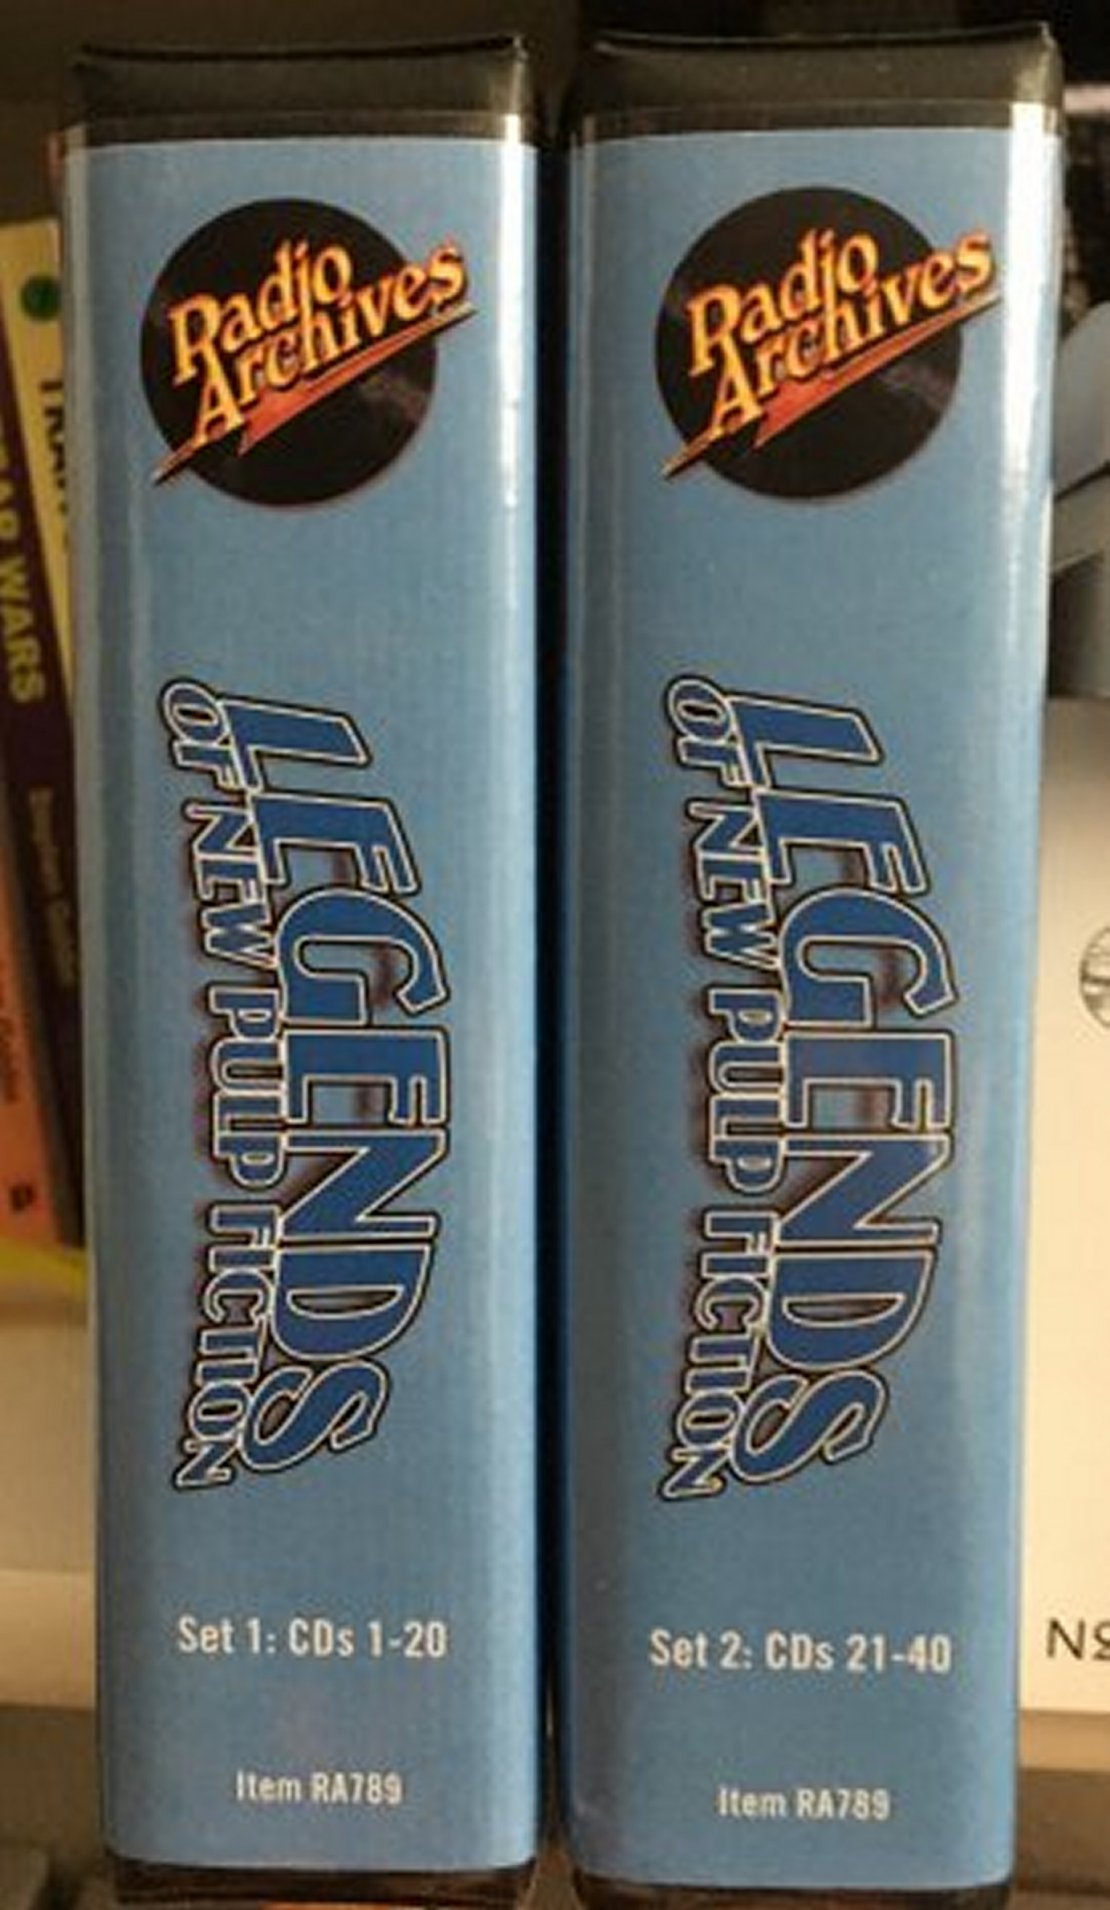 Radio
Archives
LEGENDS
OF NEW PULP FICTION
Set 1: CDs 1-20
Item RA789
Radio
Archives
LEGENDS
OF NEW PULP FICTION
Set 2: CDs 21-40
Item RA789
WARS